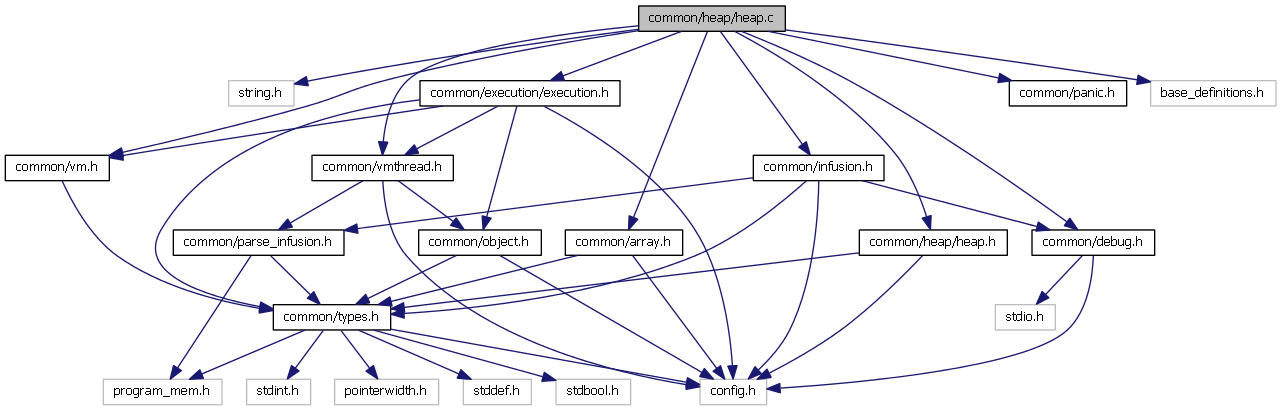 common/heap/heap.c
string.h
common/execution/execution.h
common/panic.h
base_definitions.h
common/vm.h
common/vmthread.h
common/infusion.h
common/parse_infusion.h
common/object.h
common/array.h
common/heap/heap.h
common/debug.h
common/types.h
stdio.h
program_mem.h
stdint.h
pointerwidth.h
stddef.h
stdbool.h
config.h